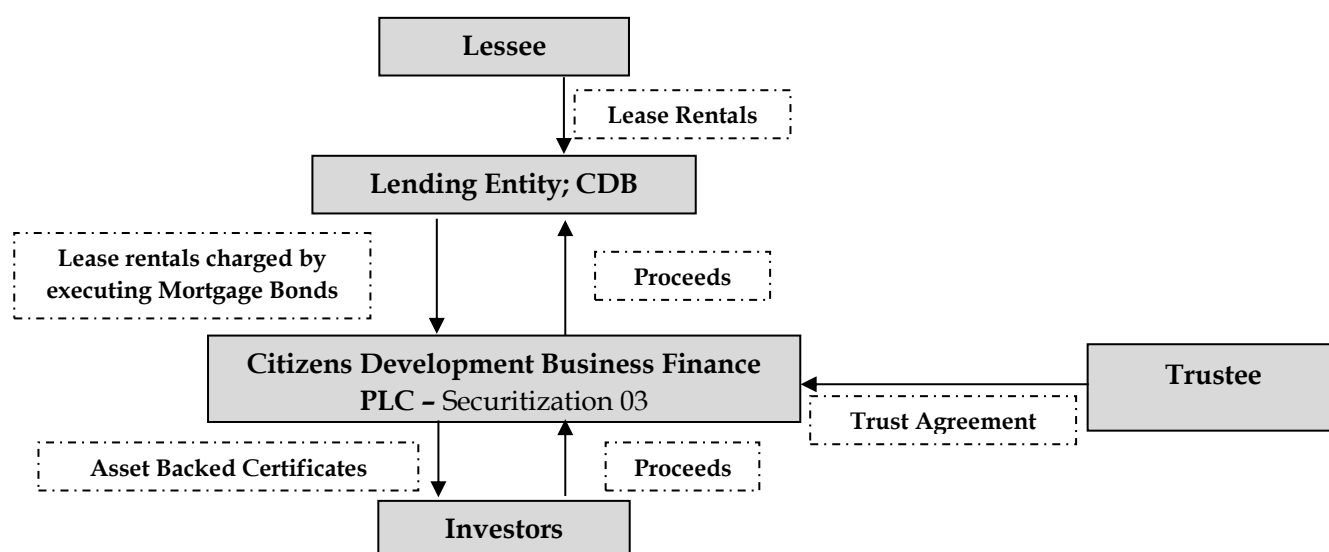 Lessee
Lease Rentals
Lending Entity; CDB
Lease rentals charged by
executing Mortgage Bonds
Proceeds
Citizens Development Business Finance
PLC – Securitization 03
Trustee
Trust Agreement
Asset Backed Certificates
Proceeds
Investors